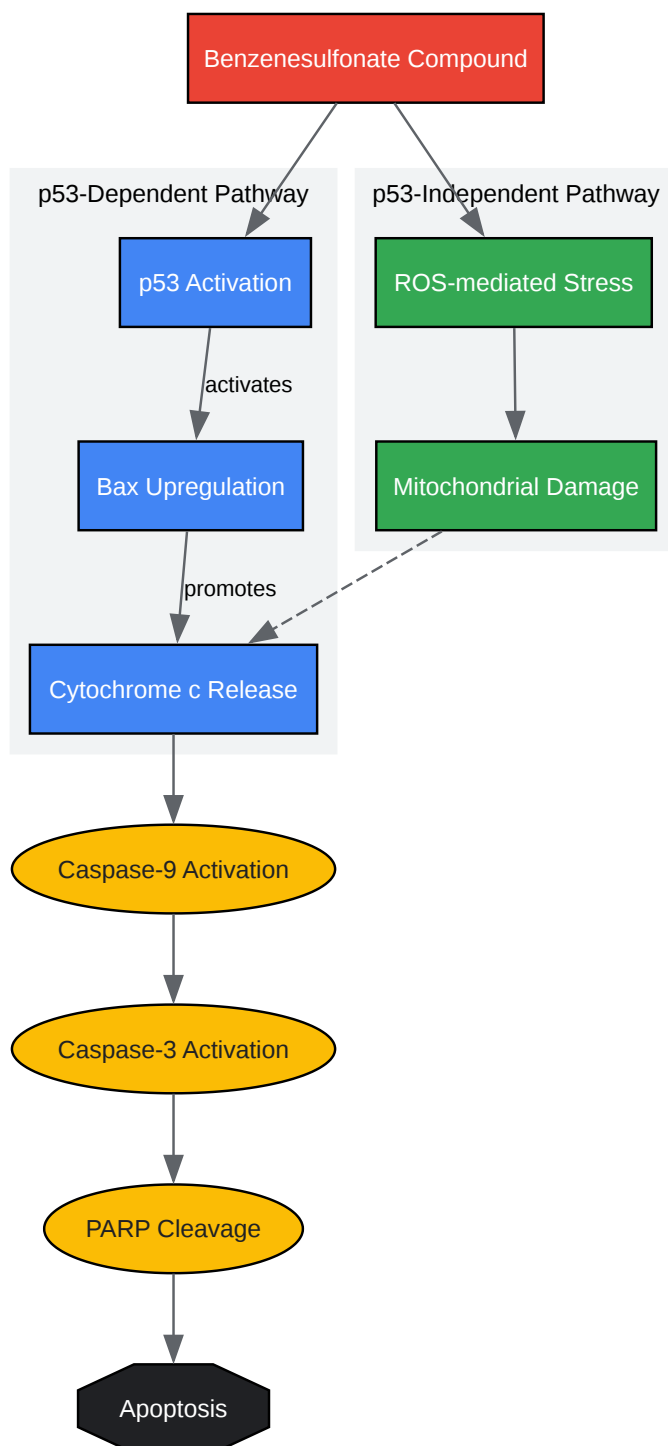 Benzenesulfonate Compound
p53-Dependent Pathway
p53-Independent Pathway
p53 Activation
ROS-mediated Stress
activates
Bax Upregulation
Mitochondrial Damage
promotes
Cytochrome c Release
Caspase-9 Activation
Caspase-3 Activation
PARP Cleavage
Apoptosis